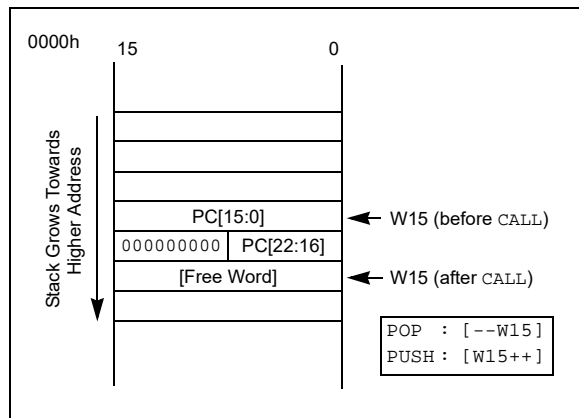 0000h
15
0
Stack Grows Towards
Higher Address
PC[15:0]
W15 (before CALL)
000000000
PC[22:16]
[Free Word]
W15 (after CALL)
POP : [--W15]
PUSH : [W15++]